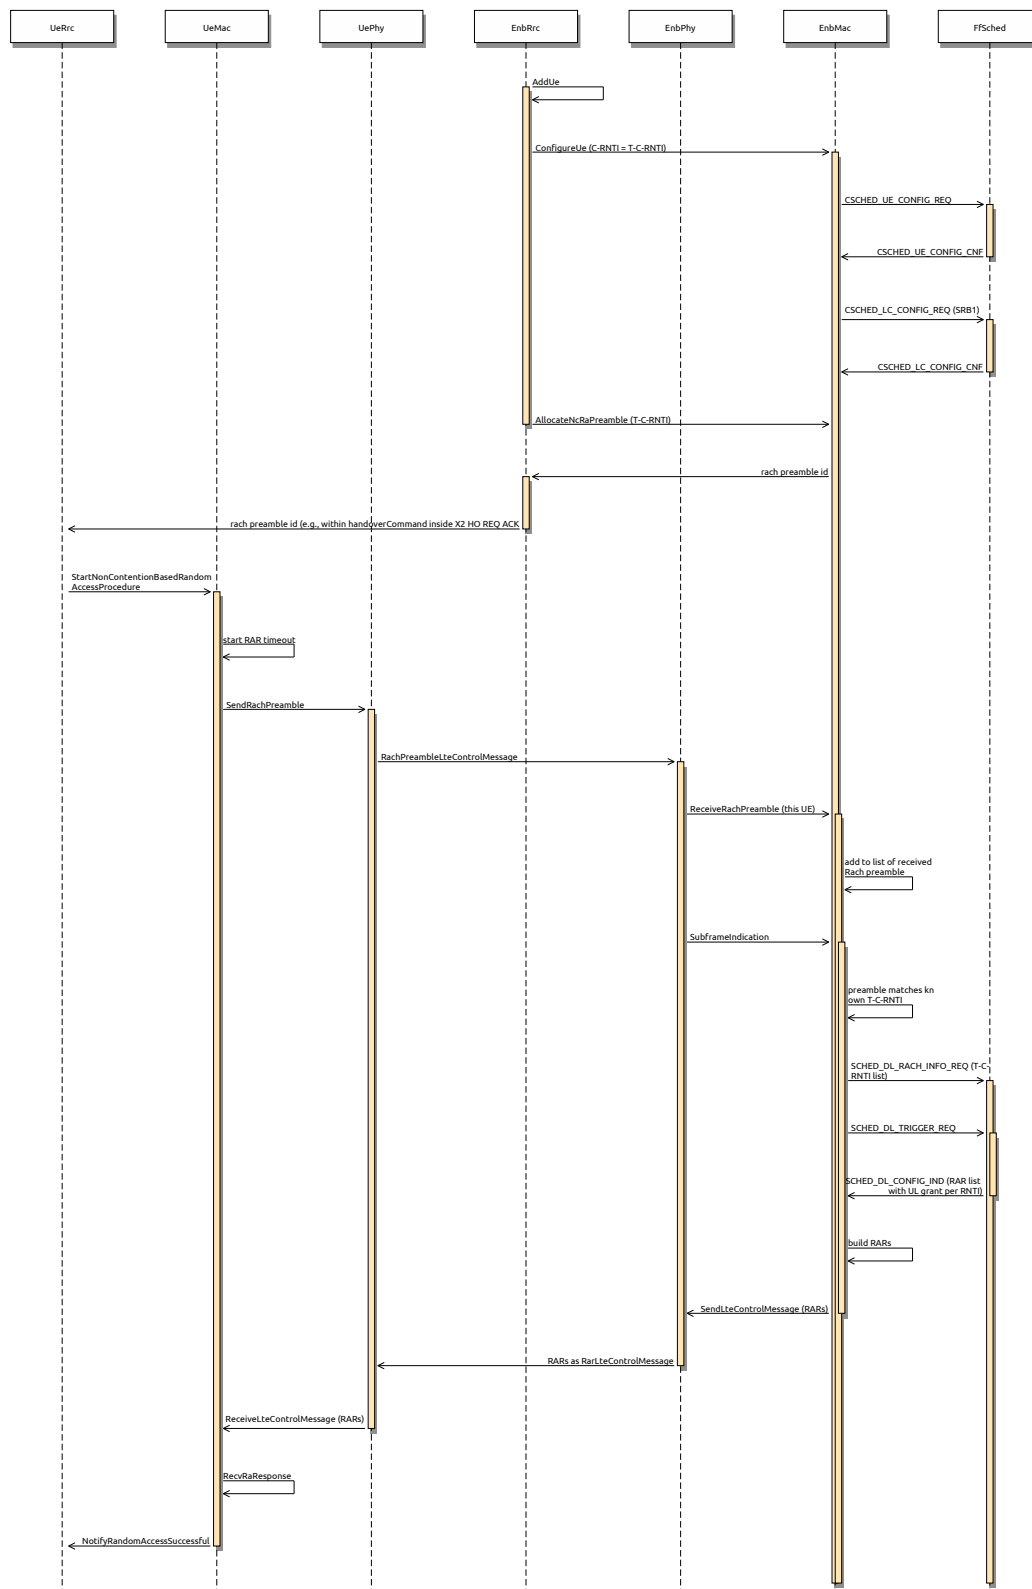 UeRrc
UeMac
UePhy
EnbRrc
EnbPhy
EnbMac
FfSched
AddUe
ConfigureUe (C-RNTI = T-C-RNTI)
CSCHED_UE_CONFIG_REQ
CSCHED_UE_CONFIG_CNF
CSCHED_LC_CONFIG_REQ (SRB1)
CSCHED_LC_CONFIG_CNF
AllocateNcRaPreamble (T-C-RNTI)
rach preamble id
rach preamble id (e.g., within handoverCommand inside X2 HO REQ ACK
StartNonContentionBasedRandom
AccessProcedure
start RAR timeout
SendRachPreamble
RachPreambleLteControlMessage
ReceiveRachPreamble (this UE)
add to list of received
Rach preamble
SubframeIndication
preamble matches kn
own T-C-RNTI
SCHED_DL_RACH_INFO_REQ (T-C-
RNTI list)
SCHED_DL_TRIGGER_REQ
SCHED_DL_CONFIG_IND (RAR list
with UL grant per RNTI)
build RARs
SendLteControlMessage (RARs)
RARs as RarLteControlMessage
ReceiveLteControlMessage (RARs)
RecvRaResponse
NotifyRandomAccessSuccessful